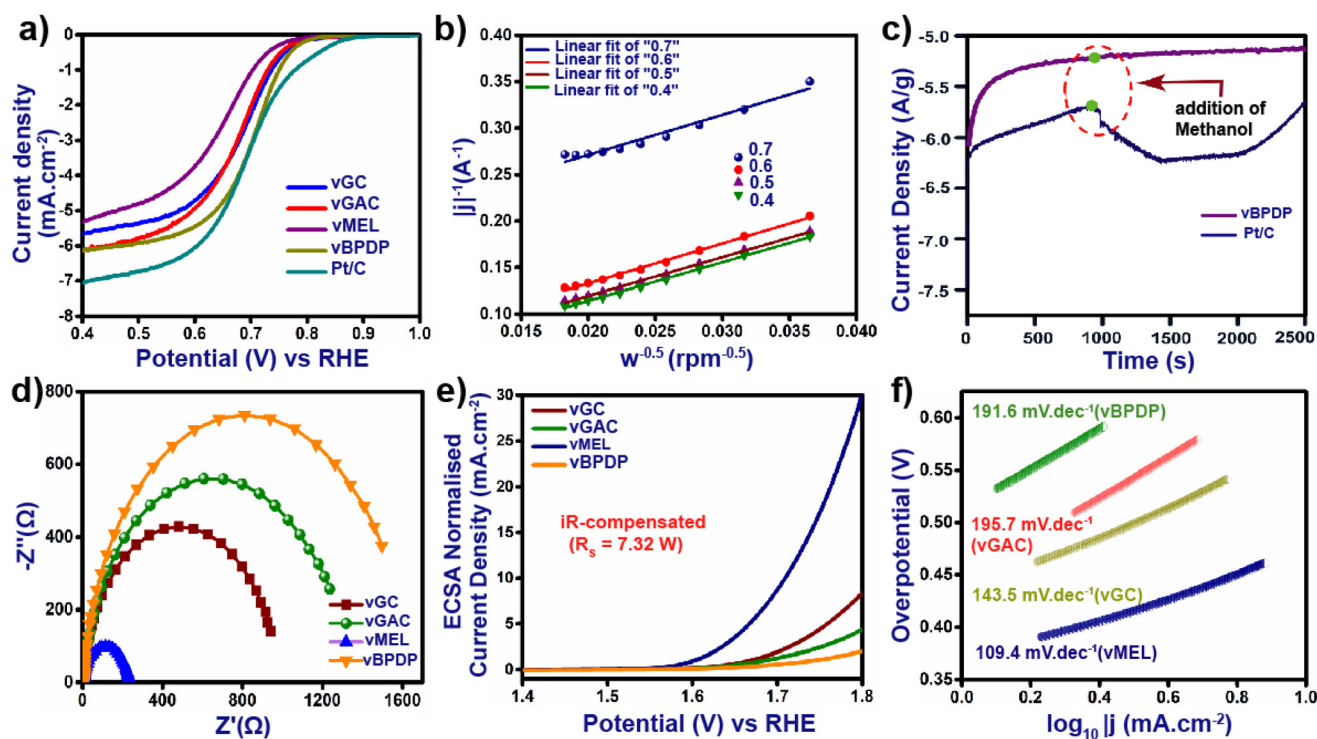 a)
Current density
(mA.cm-2)
0
-1
-2
-3
-4
-5
-6
-7
-8
vGC
vGAC
vMEL
vBPDP
Pt/C
0.4
0.5
0.6
0.7
0.8
0.9
1.0
Potential (V) vs RHE
b)
|j|-1(A-1)
0.40
0.35
0.30
0.25
0.20
0.15
0.10
Linear fit of "0.7"
Linear fit of "0.6"
Linear fit of "0.5"
Linear fit of "0.4"
0.7
0.6
0.5
0.4
0.015
0.020
0.025
0.030
0.035
0.040
w-0.5 (rpm-0.5)
c)
Current Density (A/g)
-5.0
-5.5
-6.0
-6.5
-7.0
-7.5
addition of
Methanol
vBPDP
Pt/C
0
500
1000
1500
2000
2500
Time (s)
d)
-Z''(Ω)
800
600
400
200
0
vGC
vGAC
vMEL
vBPDP
0
400
800
1200
1600
Z'(Ω)
e)
ECSA Normalised
Current Density (mA.cm-2)
30
25
20
15
10
5
0
vGC
vGAC
vMEL
vBPDP
iR-compensated
(Rs = 7.32 W)
1.4
1.5
1.6
1.7
1.8
Potential (V) vs RHE
f)
Overpotential (V)
0.60
0.55
0.50
0.45
0.40
0.35
191.6 mV.dec-1(vBPDP)
195.7 mV.dec-1
(vGAC)
143.5 mV.dec-1(vGC)
109.4 mV.dec-1(vMEL)
0.0
0.2
0.4
0.6
0.8
1.0
log10 |j (mA.cm-2)